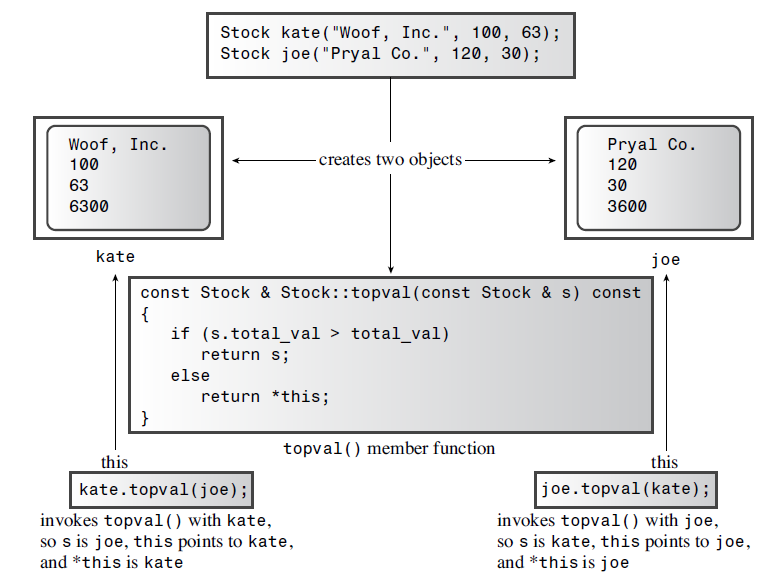 Stock kate("Woof, Inc.", 100, 63);
Stock joe("Pryal Co.", 120, 30);
Woof, Inc.
100
63
6300
kate
creates two objects
Pryal Co.
120
30
3600
joe
const Stock & Stock::topval(const Stock & s) const
{
if (s.total_val > total_val)
return s;
else
return *this;
}
topval() member function
this
kate.topval(joe);
invokes topval() with kate,
so s is joe, this points to kate,
and *this is kate
this
joe.topval(kate);
invokes topval() with joe,
so s is kate, this points to joe,
and *this is joe